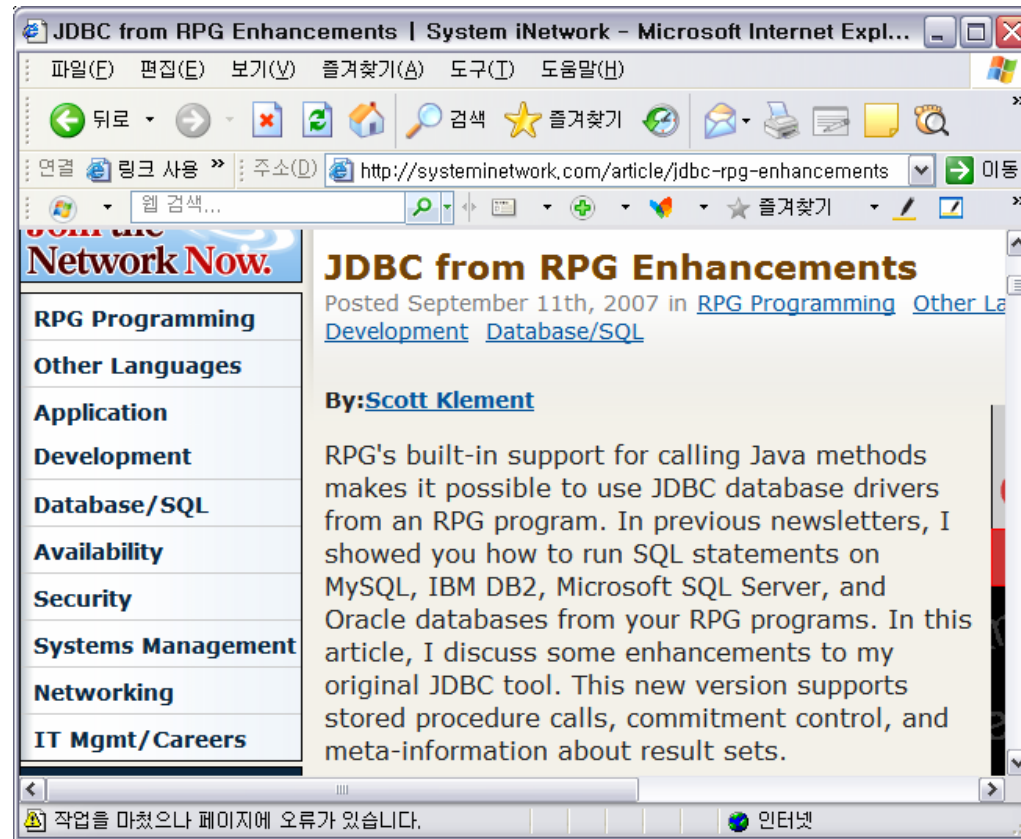 JDBC from RPG Enhancements | System iNetwork - Microsoft Internet Expl...
파일(F) 편집(E) 보기(V) 즐겨찾기(A) 도구(T) 도움말(H)
뒤로 검색 즐겨찾기
연결 링크 사용 » 주소(D) http://systeminetwork.com/article/jdbc-rpg-enhancements 이동
웹 검색... 즐겨찾기
Join the
Network Now.
RPG Programming
Other Languages
Application
Development
Database/SQL
Availability
Security
Systems Management
Networking
IT Mgmt/Careers
JDBC from RPG Enhancements
Posted September 11th, 2007 in RPG Programming Other La
Development Database/SQL
By:Scott Klement
RPG's built-in support for calling Java methods
makes it possible to use JDBC database drivers
from an RPG program. In previous newsletters, I
showed you how to run SQL statements on
MySQL, IBM DB2, Microsoft SQL Server, and
Oracle databases from your RPG programs. In this
article, I discuss some enhancements to my
original JDBC tool. This new version supports
stored procedure calls, commitment control, and
meta-information about result sets.
작업을 마쳤으나 페이지에 오류가 있습니다. 인터넷